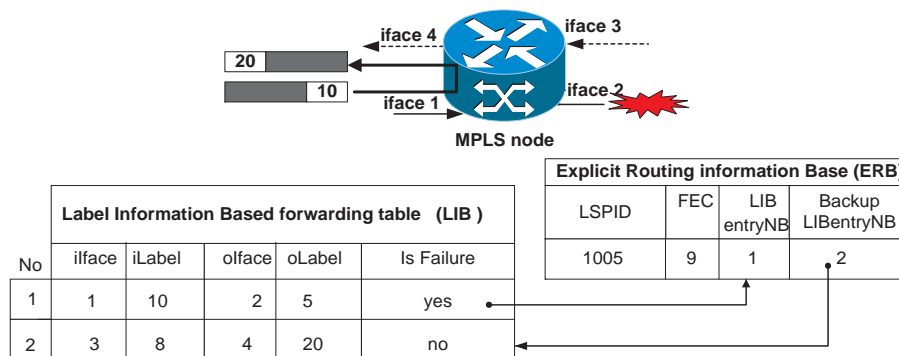 iface 4
iface 3
20
10
iface 1
iface 2
MPLS node
Explicit Routing information Base (ERB)
LSPID FEC LIB entryNB Backup LIBentryNB
1005 9 1 2
Label Information Based forwarding table (LIB )
No iIface iLabel oIface oLabel Is Failure
1 1 10 2 5 yes
2 3 8 4 20 no